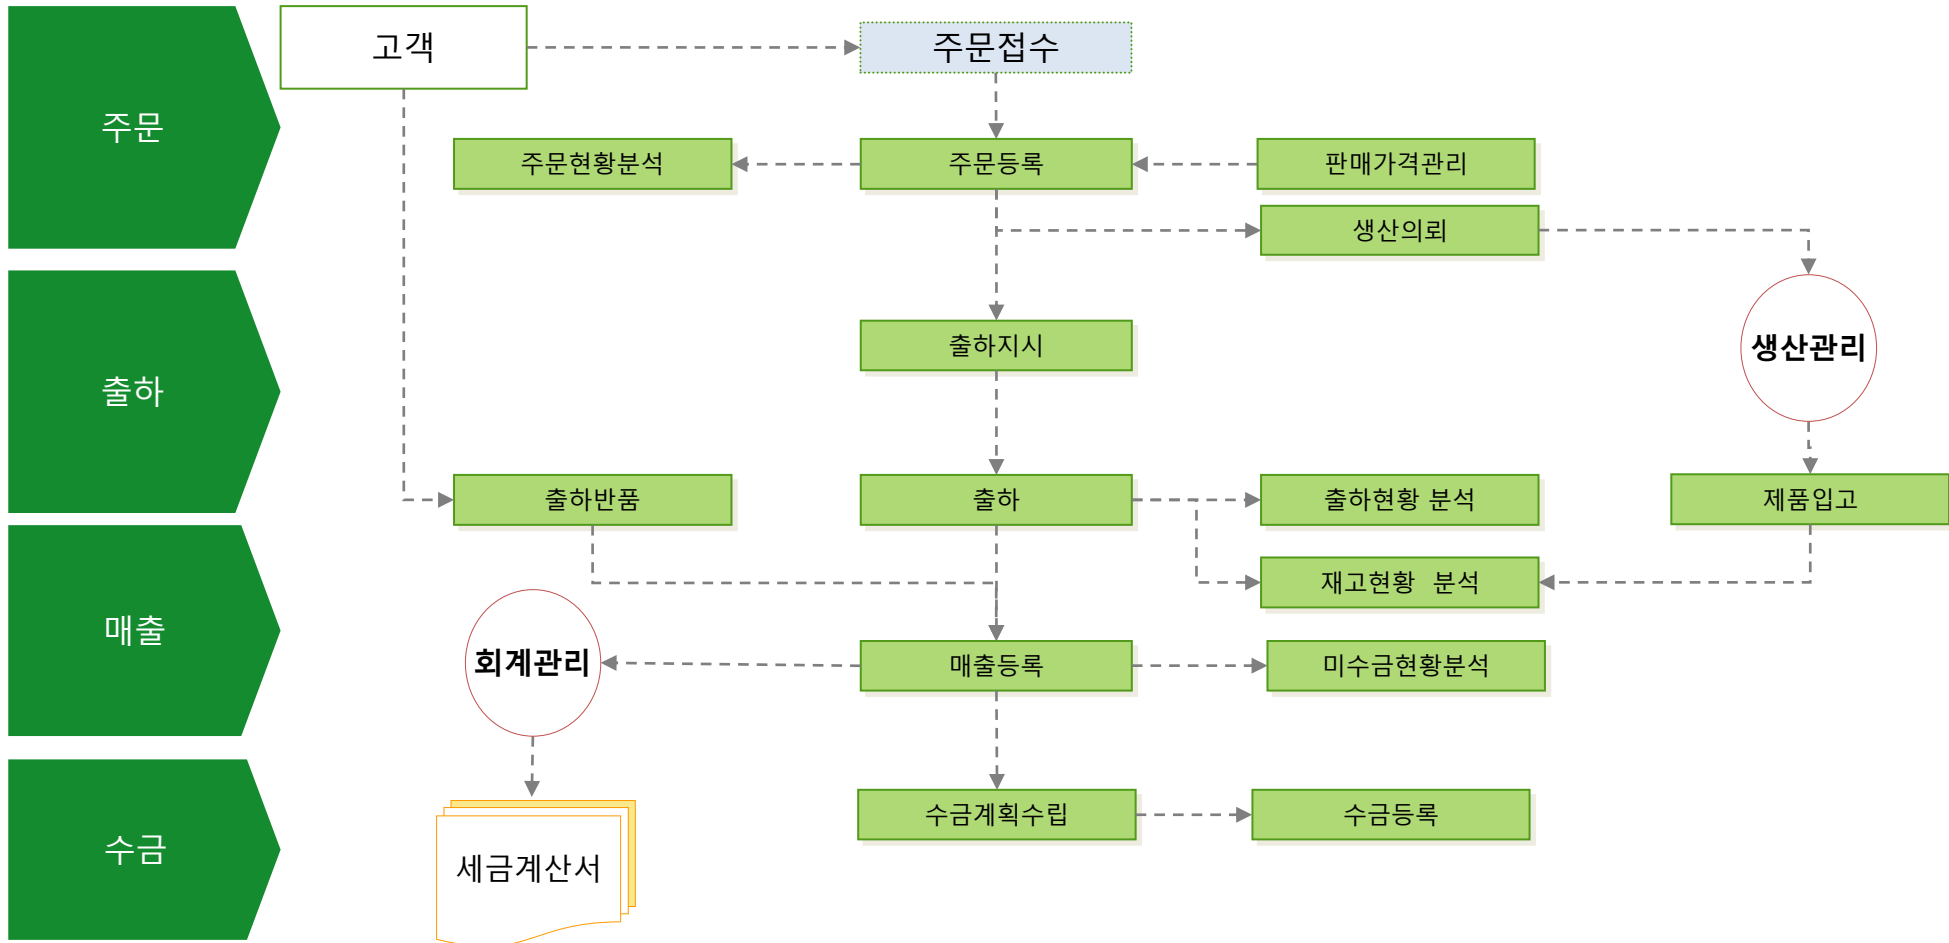 고객
주문접수
주문
주문현황분석
주문등록
판매가격관리
생산의뢰
출하지시
생산관리
출하
출하반품
출하
출하현황 분석
제품입고
재고현황 분석
매출
회계관리
매출등록
미수금현황분석
수금계획수립
수금등록
수금
세금계산서